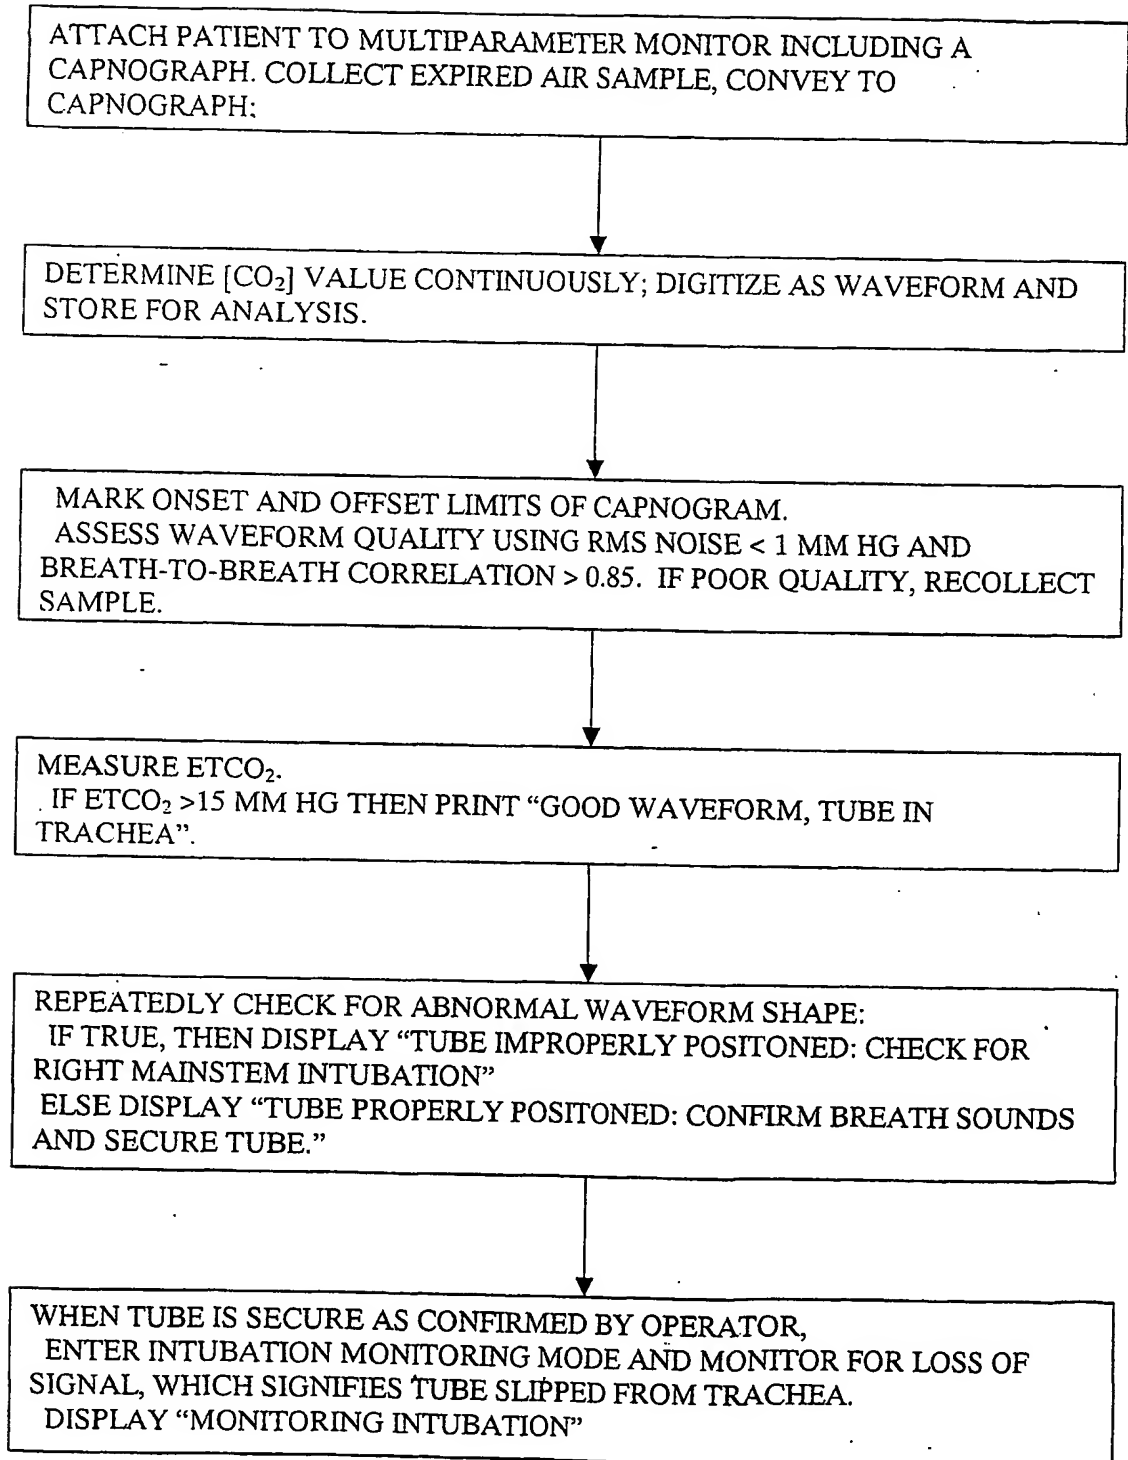 ATTACH PATIENT TO MULTIPARAMETER MONITOR INCLUDING A
CAPNOGRAPH. COLLECT EXPIRED AIR SAMPLE, CONVEY TO
CAPNOGRAPH;
DETERMINE [CO₂] VALUE CONTINUOUSLY; DIGITIZE AS WAVEFORM AND
STORE FOR ANALYSIS.
MARK ONSET AND OFFSET LIMITS OF CAPNOGRAM.
ASSESS WAVEFORM QUALITY USING RMS NOISE < 1 MM HG AND
BREATH-TO-BREATH CORRELATION > 0.85. IF POOR QUALITY, RECOLLECT
SAMPLE.
MEASURE ETCO₂.
IF ETCO₂ >15 MM HG THEN PRINT “GOOD WAVEFORM, TUBE IN
TRACHEA”.
REPEATEDLY CHECK FOR ABNORMAL WAVEFORM SHAPE:
IF TRUE, THEN DISPLAY “TUBE IMPROPERLY POSITONED: CHECK FOR
RIGHT MAINSTEM INTUBATION”
ELSE DISPLAY “TUBE PROPERLY POSITONED: CONFIRM BREATH SOUNDS
AND SECURE TUBE.”
WHEN TUBE IS SECURE AS CONFIRMED BY OPERATOR,
ENTER INTUBATION MONITORING MODE AND MONITOR FOR LOSS OF
SIGNAL, WHICH SIGNIFIES TUBE SLIPPED FROM TRACHEA.
DISPLAY “MONITORING INTUBATION”